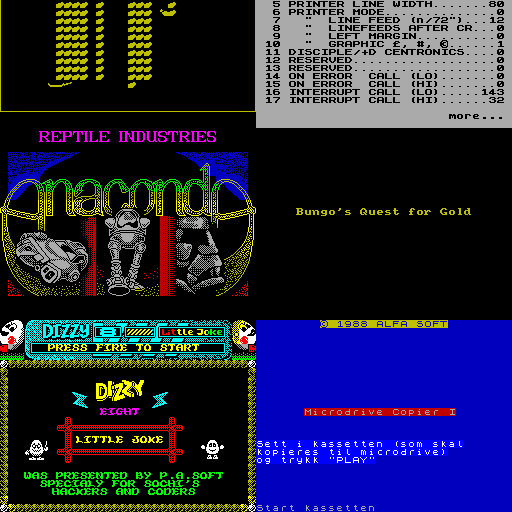 5 PRINTER LINE WIDTH.....80
6 PRINTER MODE............0
7 " LINE FEED (n/72")..12
8 " LINEFEEDS AFTER CR..0
9 " LEFT MARGIN.........0
10 " GRAPHIC £, #, ©.....1
11 DISCIPLE/+D CENTRONICS..0
12 RESERVED................0
13 RESERVED................0
14 ON ERROR CALL (LO)......0
15 ON ERROR CALL (HI)......0
16 INTERRUPT CALL (LO)...143
17 INTERRUPT CALL (HI)....32
more...
REPTILE INDUSTRIES
anaconda
Bungo's Quest for Gold
DIZZY 8 Little Joke
PRESS FIRE TO START
DIZZY
EIGHT
LITTLE JOKE
WAS PRESENTED BY P.A.SOFT
SPECIALY FOR SOCHI'S
HACKERS AND CODERS
© 1988 ALFA SOFT
Microdrive Copier I
Sett i kassetten (som skal
kopieres til microdrive)
og trykk "PLAY"
Start kassetten